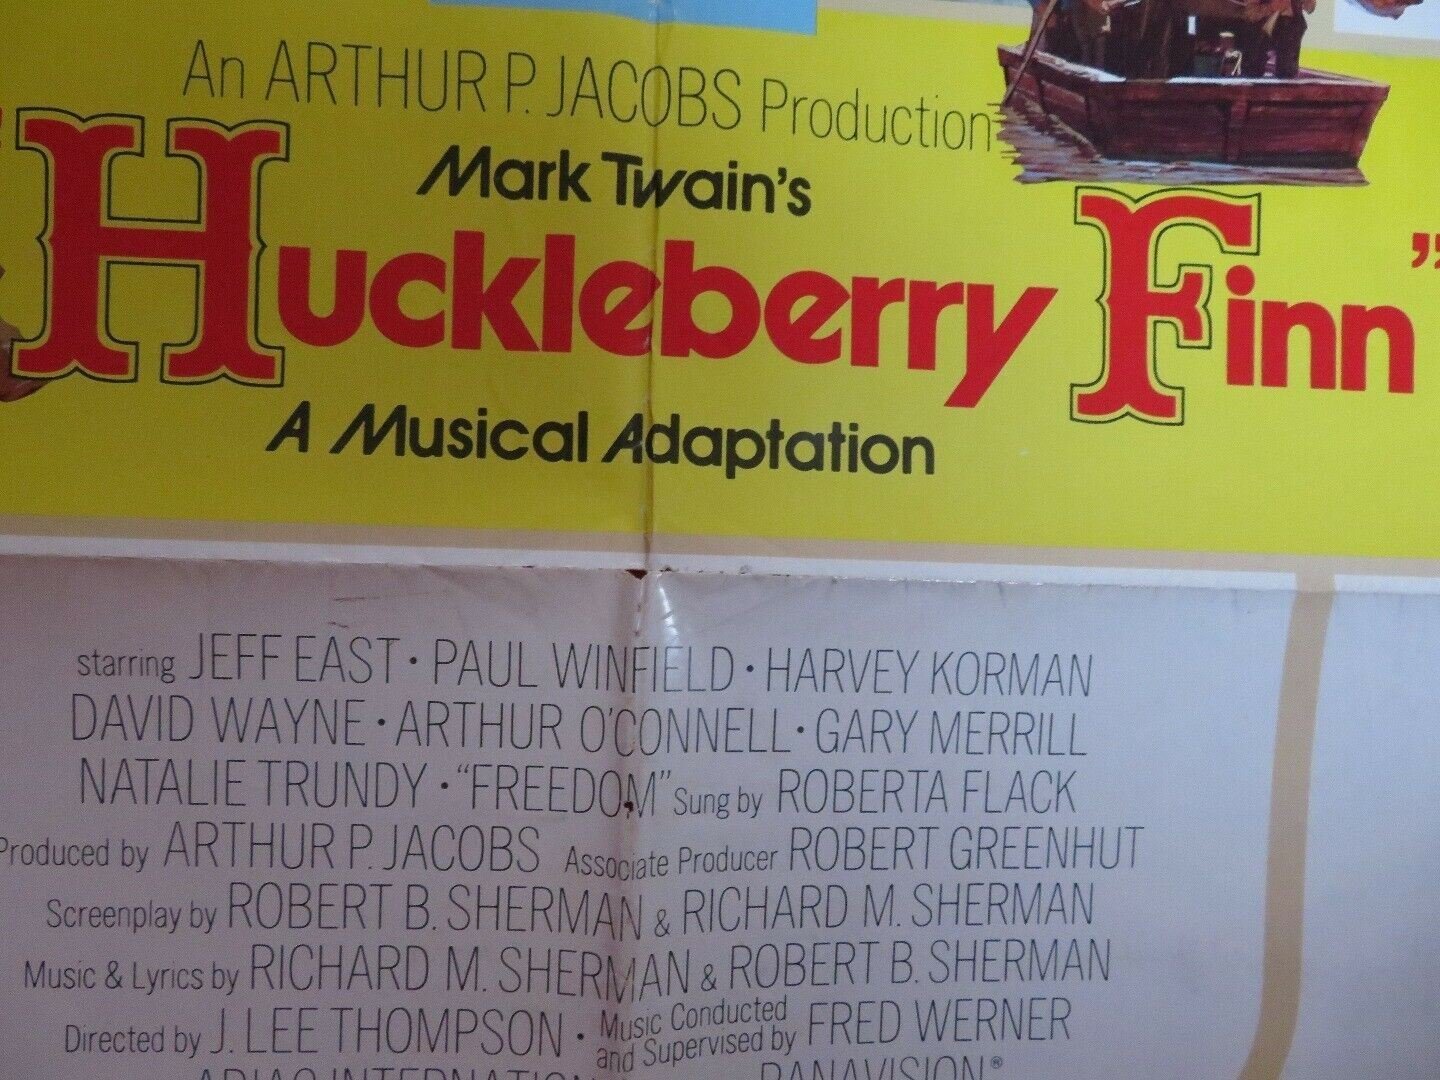 An ARTHUR P. JACOBS Production
Mark Twain's
"Huckleberry Finn"
A Musical Adaptation
starring JEFF EAST · PAUL WINFIELD · HARVEY KORMAN
DAVID WAYNE · ARTHUR O'CONNELL · GARY MERRILL
NATALIE TRUNDY · "FREEDOM" Sung by ROBERTA FLACK
Produced by ARTHUR P. JACOBS Associate Producer ROBERT GREENHUT
Screenplay by ROBERT B. SHERMAN & RICHARD M. SHERMAN
Music & Lyrics by RICHARD M. SHERMAN & ROBERT B. SHERMAN
Directed by J. LEE THOMPSON · Music Conducted and Supervised by FRED WERNER
PANAVISION®